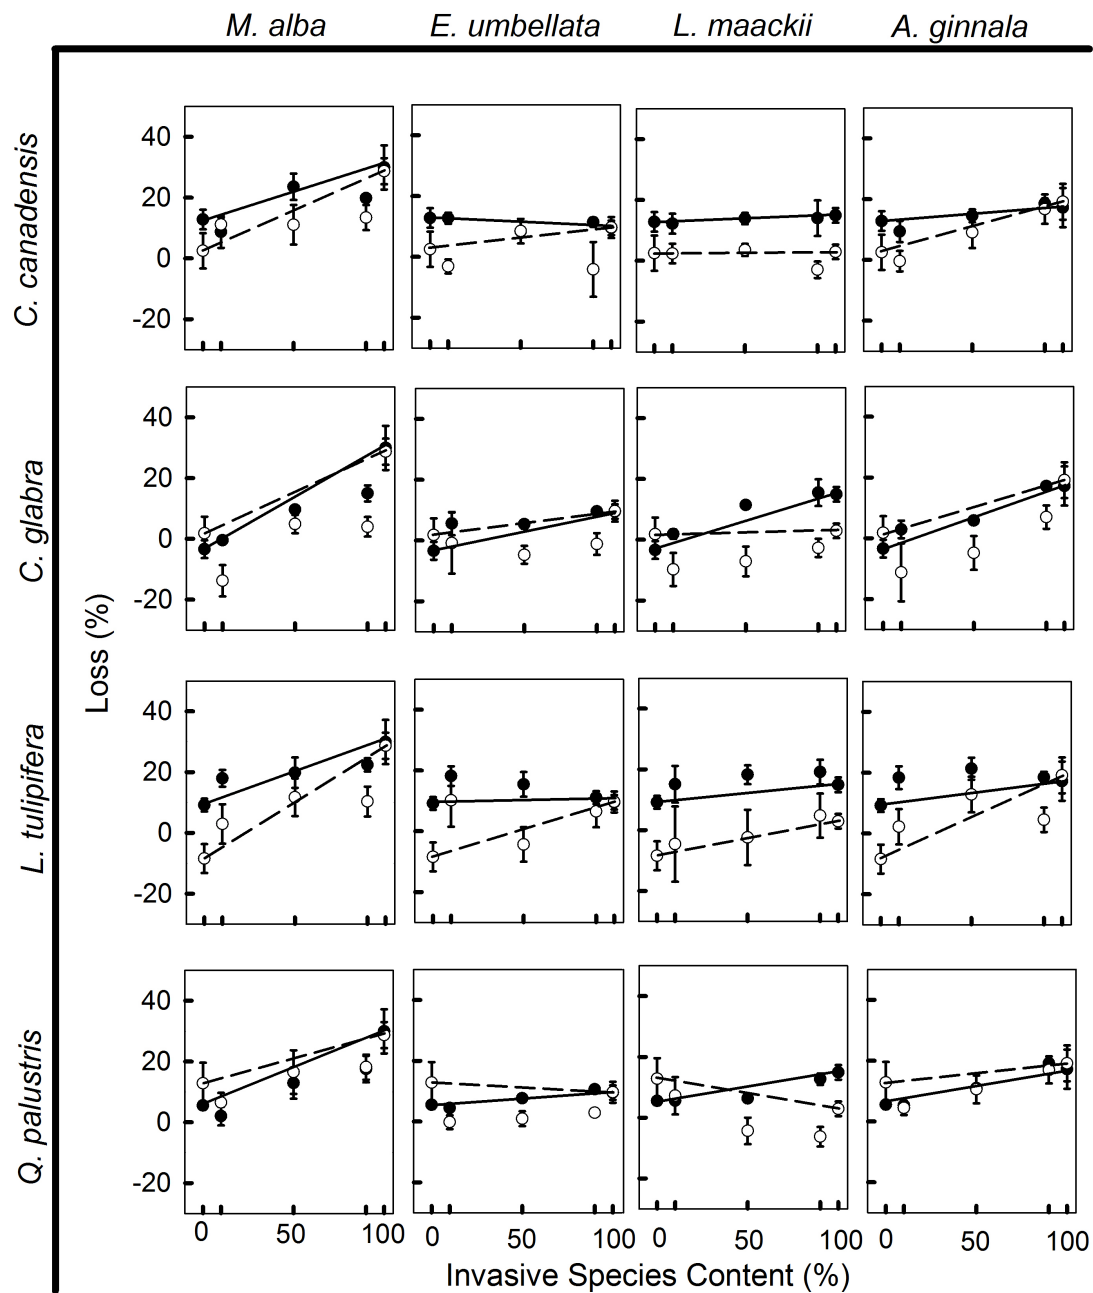 M. alba E. umbellata L. maackii A. ginnala
C. canadensis
40
20
0
-20
C. glabra
40
20
0
-20
Loss (%)
L. tulipifera
40
20
0
-20
Q. palustris
40
20
0
-20
0 50 100 0 50 100 0 50 100 0 50 100
Invasive Species Content (%)